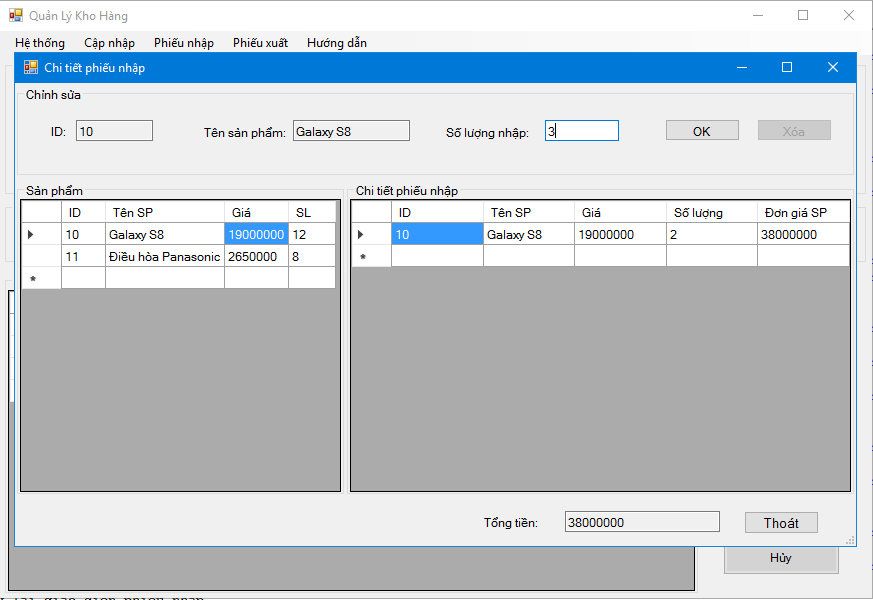 Quản Lý Kho Hàng
Hệ thống Cập nhập Phiếu nhập Phiếu xuất Hướng dẫn
Chi tiết phiếu nhập
Chỉnh sửa
ID: 10 Tên sản phẩm: Galaxy S8 Số lượng nhập: 3 OK Xóa
Sản phẩm
ID Tên SP Giá SL
10 Galaxy S8 19000000 12
11 Điều hòa Panasonic 2650000 8
Chi tiết phiếu nhập
ID Tên SP Giá Số lượng Đơn giá SP
10 Galaxy S8 19000000 2 38000000
Tổng tiền: 38000000 Thoát
Hủy